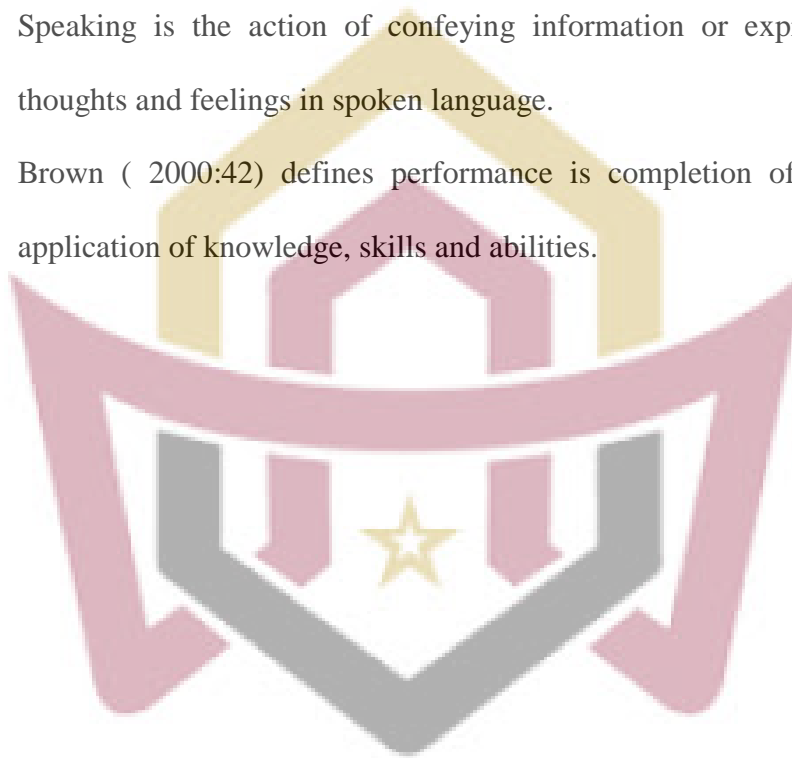 Speaking is the action of confeying information or
thoughts and feelings in spoken language.
Brown ( 2000:42) defines performance is completion of
application of knowledge, skills and abilities.